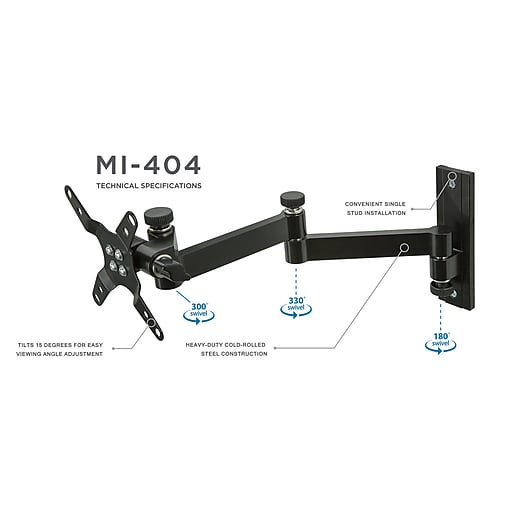 MI-404
TECHNICAL SPECIFICATIONS
CONVENIENT SINGLE
STUD INSTALLATION
300°
swivel
330°
swivel
180°
swivel
TILTS 15 DEGREES FOR EASY
VIEWING ANGLE ADJUSTMENT
HEAVY-DUTY COLD-ROLLED
STEEL CONSTRUCTION